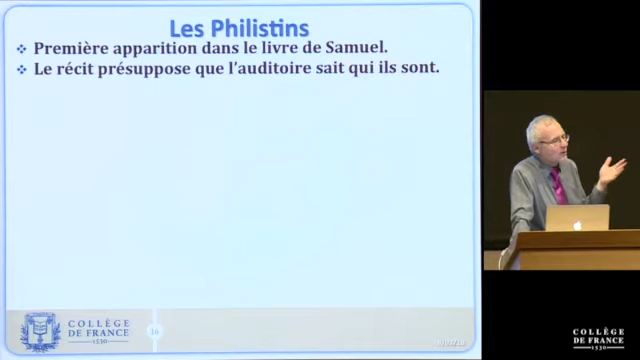 Les Philistins
❖ Première apparition dans le livre de Samuel.
❖ Le récit présuppose que l'auditoire sait qui ils sont.
COLLÈGE
DE FRANCE
1530
16
COLLÈGE
DE FRANCE
1530